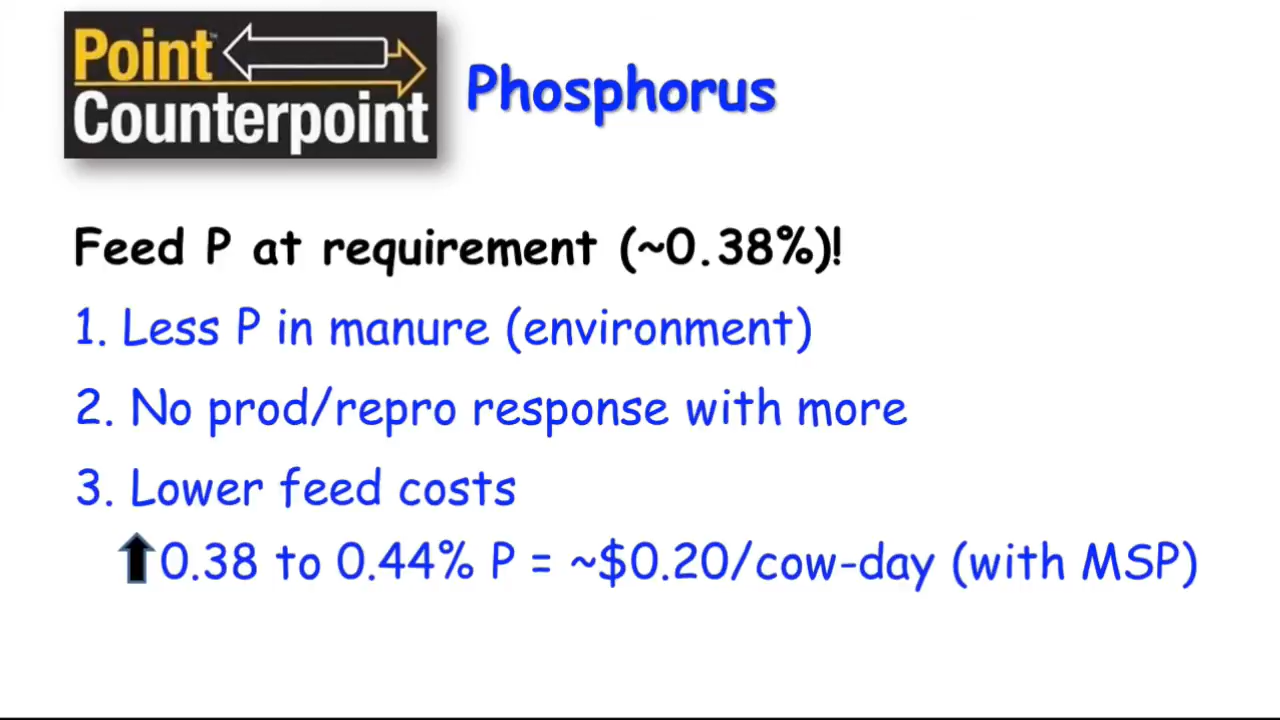 Point™
Counterpoint
Phosphorus
Feed P at requirement (~0.38%)!
1. Less P in manure (environment)
2. No prod/repro response with more
3. Lower feed costs
0.38 to 0.44% P = ~$0.20/cow-day (with MSP)